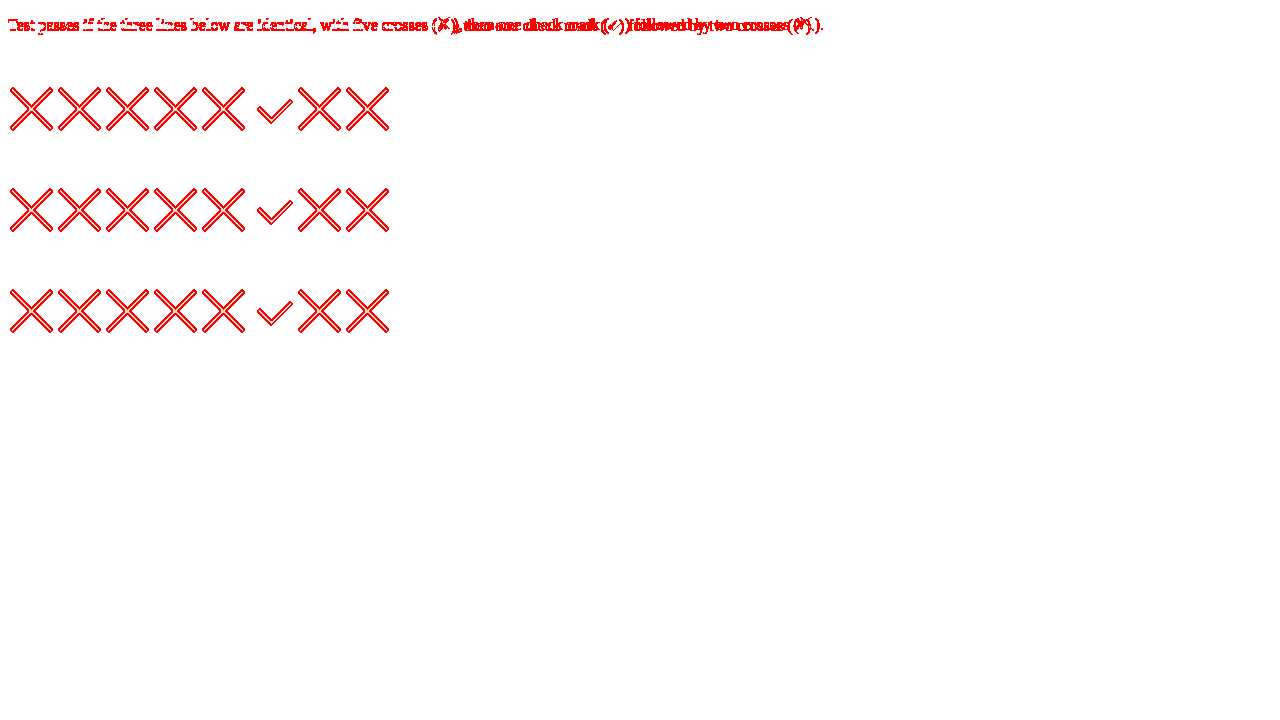 Test passes if the three lines below are identical, with five crosses (✗), then one check mark (✓) followed by two crosses (✗).
✗✗✗✗✗✓✗✗
✗✗✗✗✗✓✗✗
✗✗✗✗✗✓✗✗